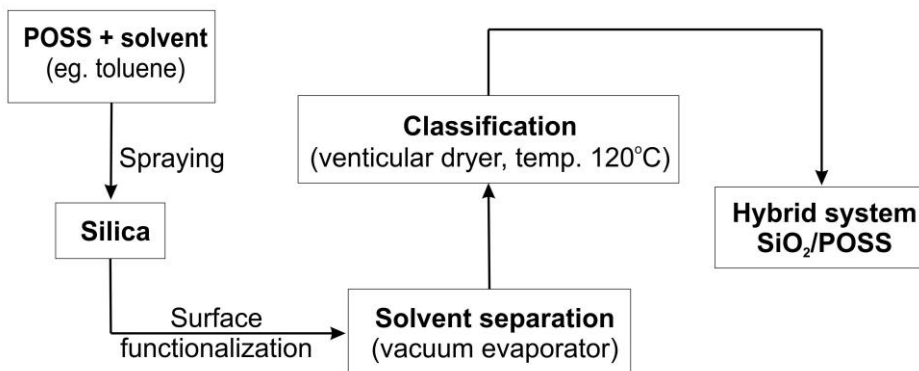 POSS + solvent
(eg. toluene)
Spraying
Silica
Surface
functionalization
Solvent separation
(vacuum evaporator)
Classification
(venticular dryer, temp. 120°C)
Hybrid system
SiO₂/POSS